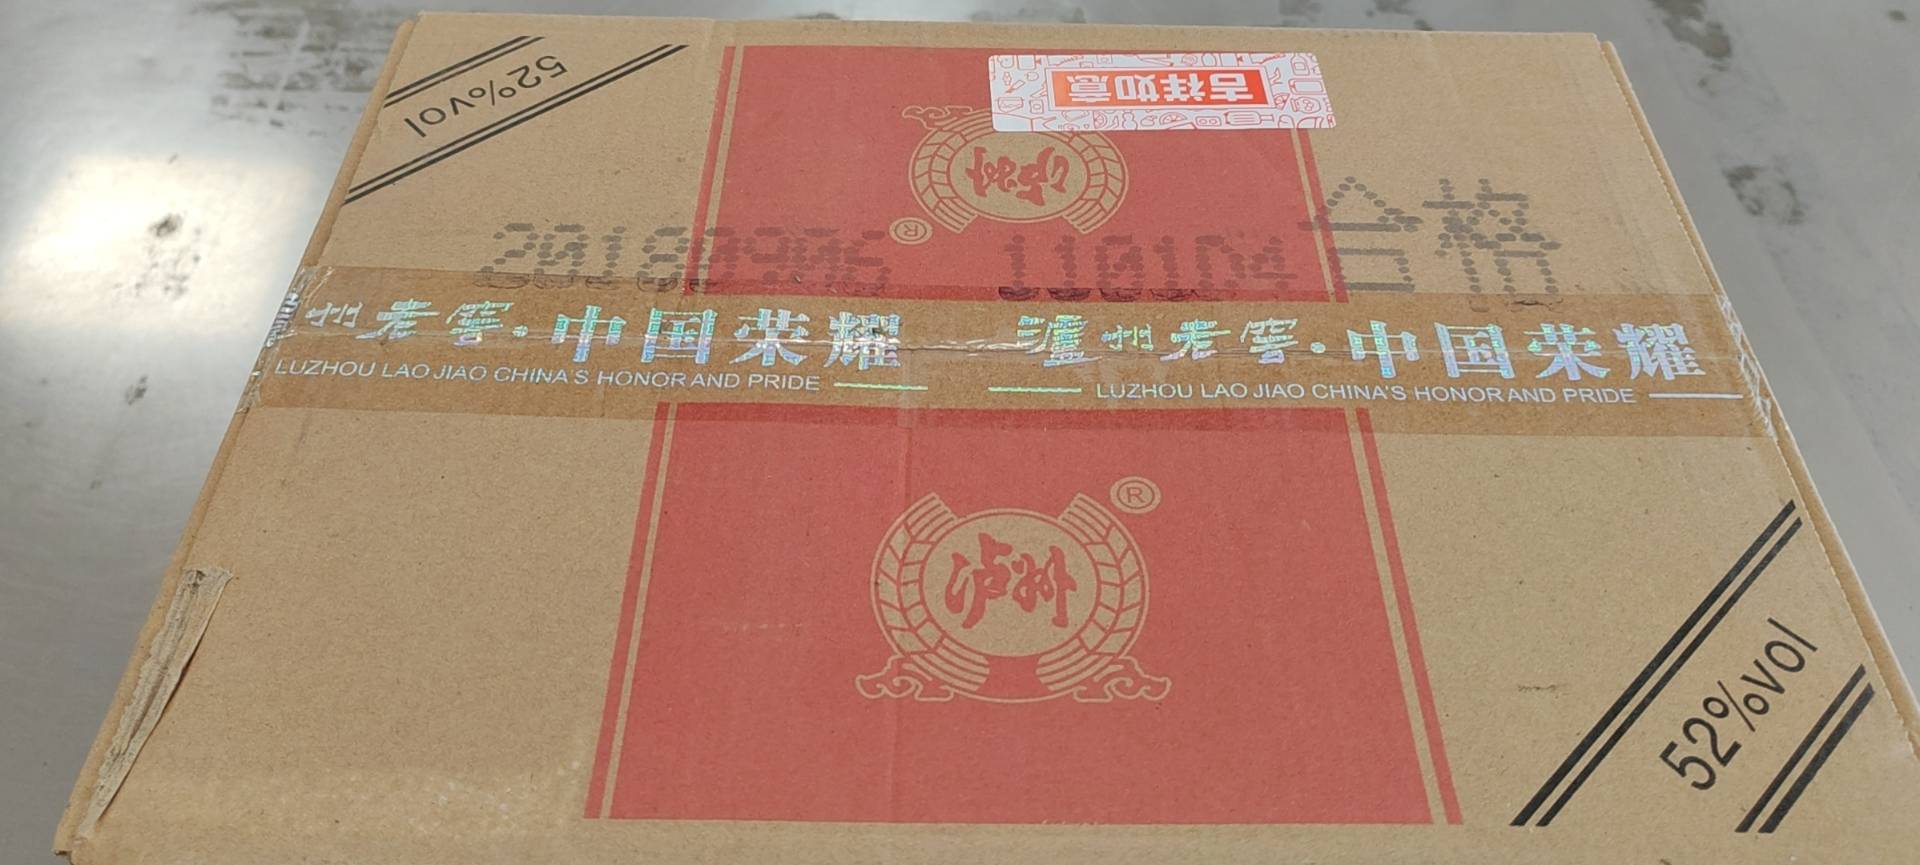 52%vol
吉祥如意
泸州
®
20180906 110104 合格
州老窖·中国荣耀 泸州老窖·中国荣耀
LUZHOU LAO JIAO CHINA'S HONOR AND PRIDE LUZHOU LAO JIAO CHINA'S HONOR AND PRIDE
®
泸州
52%vol